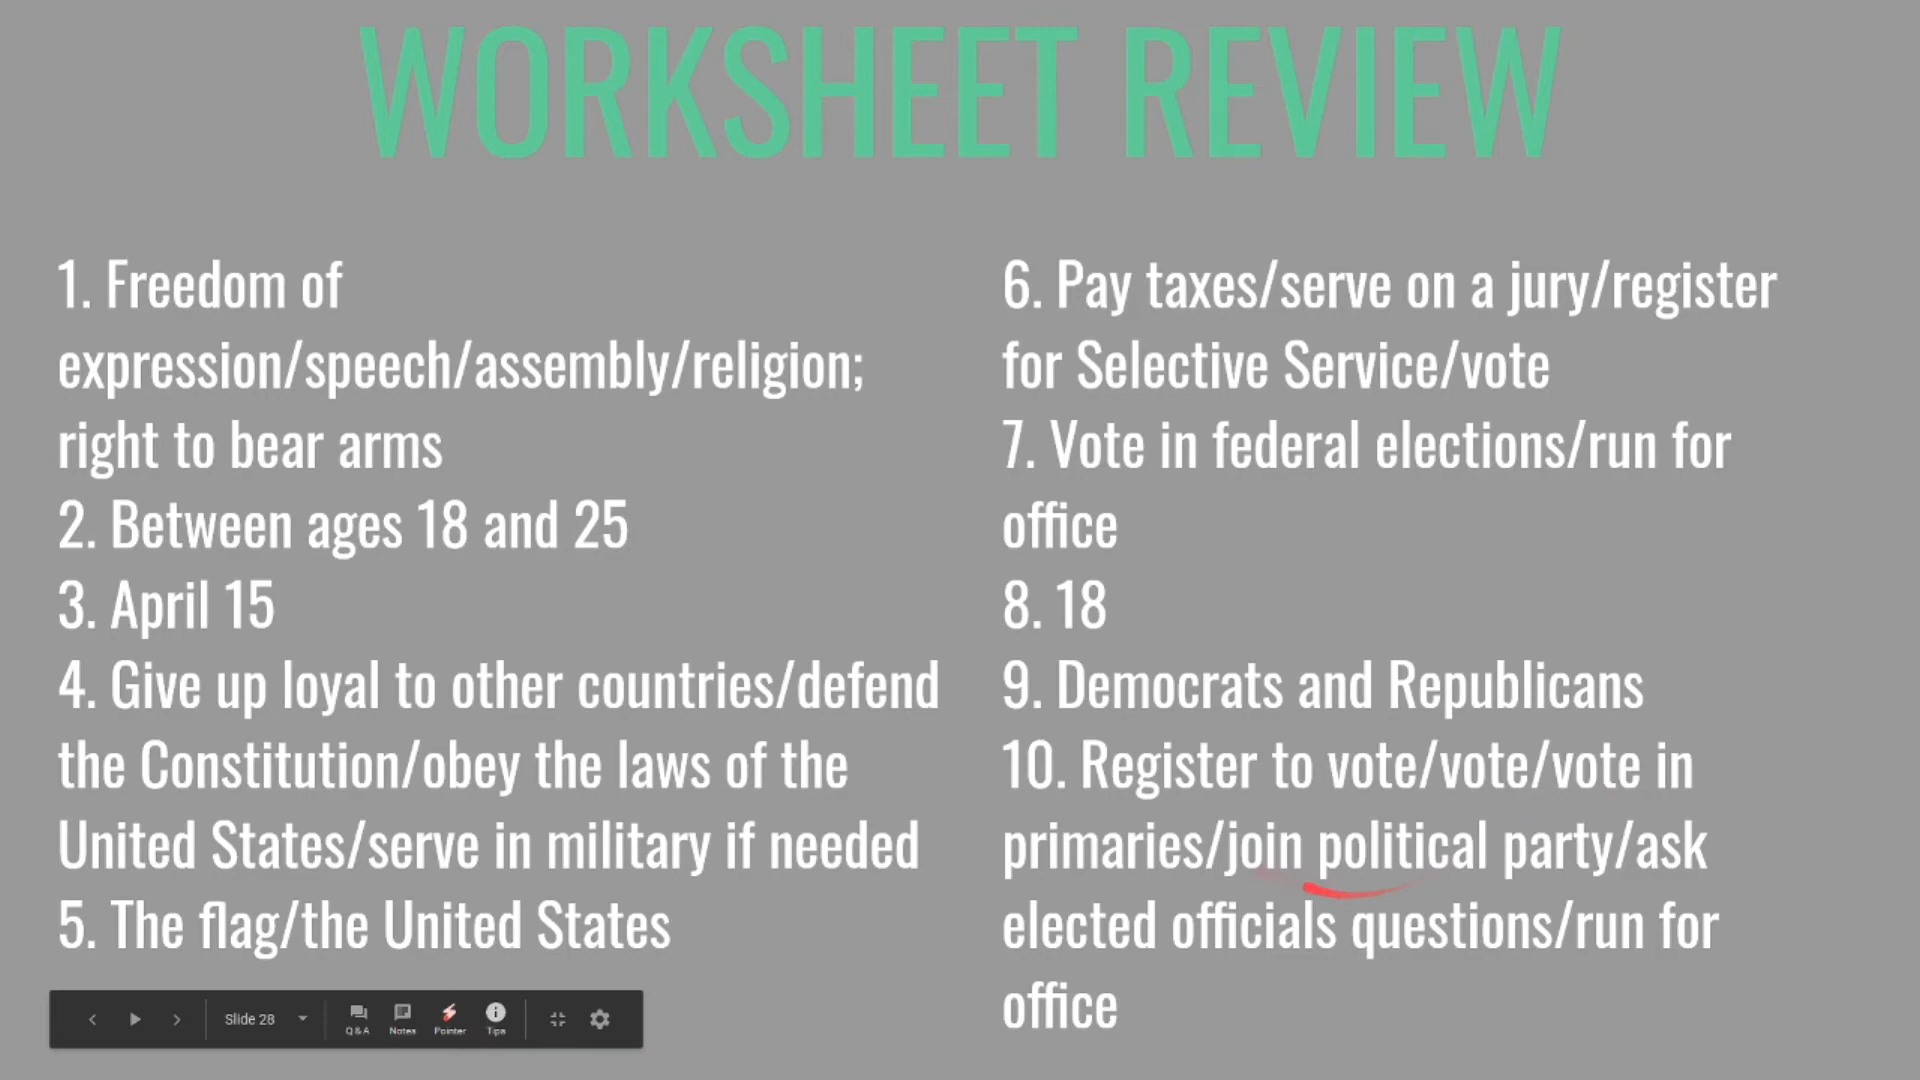 WORKSHEET REVIEW
1. Freedom of
expression/speech/assembly/religion;
right to bear arms
2. Between ages 18 and 25
3. April 15
4. Give up loyal to other countries/defend
the Constitution/obey the laws of the
United States/serve in military if needed
5. The flag/the United States
6. Pay taxes/serve on a jury/register
for Selective Service/vote
7. Vote in federal elections/run for
office
8. 18
9. Democrats and Republicans
10. Register to vote/vote/vote in
primaries/join political party/ask
elected officials questions/run for
office
Slide 28
Q&A Notes Pointer Tips